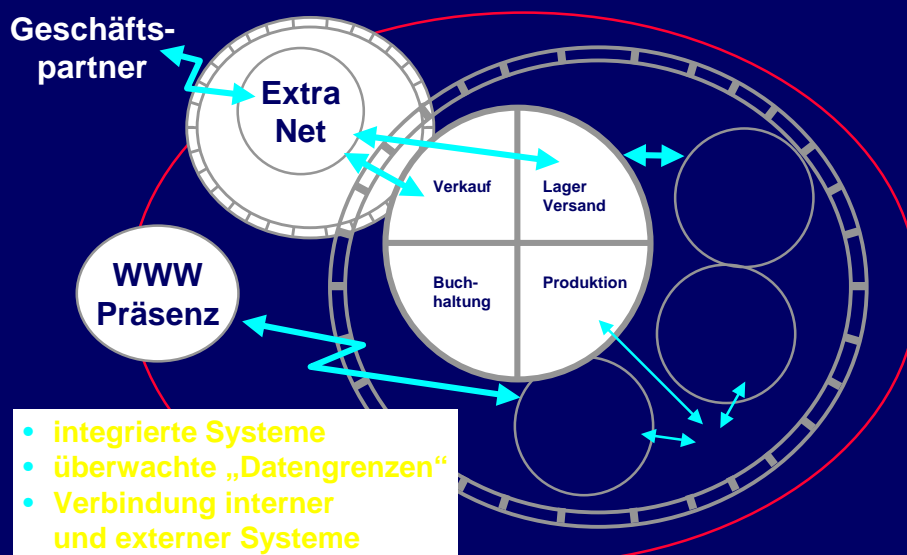 Geschäfts-
partner
Extra
Net
Verkauf
Lager
Versand
Buch-
haltung
Produktion
WWW
Präsenz
• integrierte Systeme
• überwachte „Datengrenzen“
• Verbindung interner
und externer Systeme